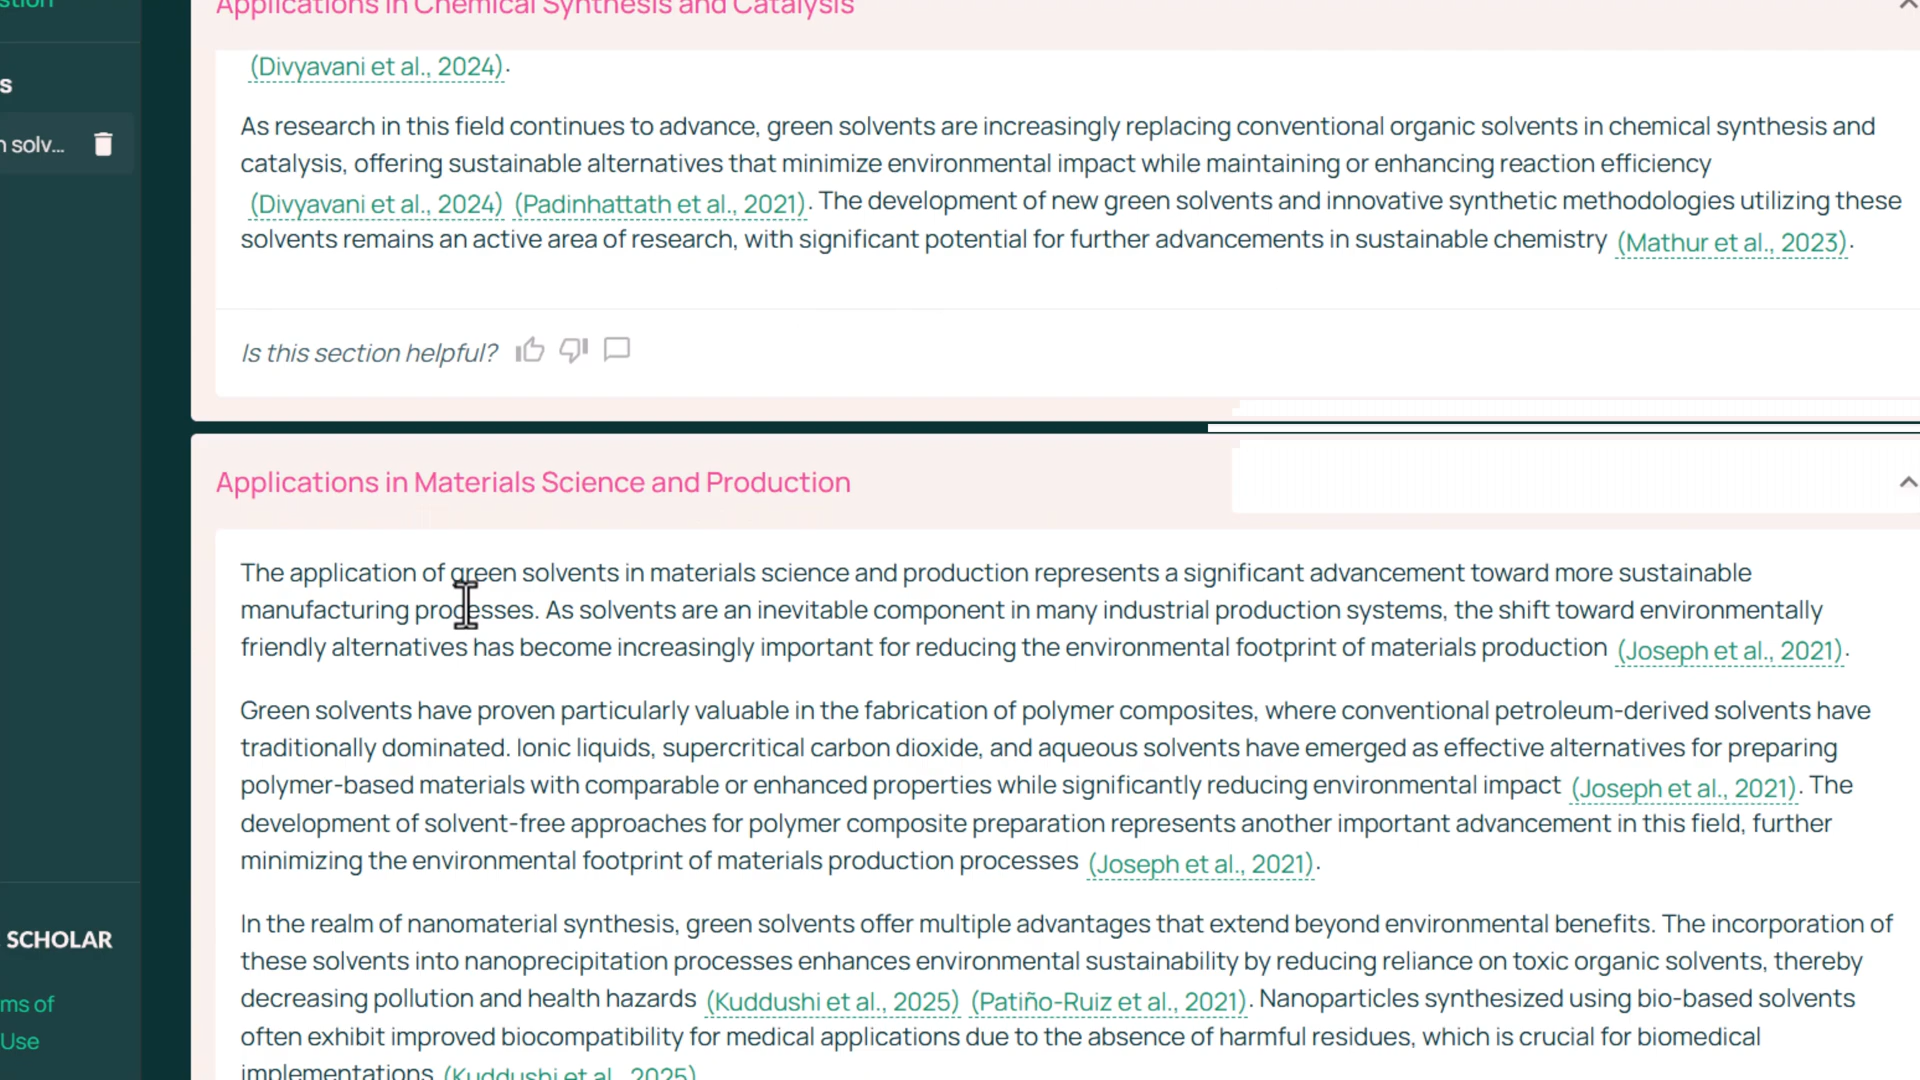 Applications in Chemical Synthesis and Catalysis
(Divyavani et al., 2024).
s
As research in this field continues to advance, green solvents are increasingly replacing conventional organic solvents in chemical synthesis and
solv...
catalysis, offering sustainable alternatives that minimize environmental impact while maintaining or enhancing reaction efficiency
(Divyavani et al., 2024) (Padinhattath et al., 2021). The development of new green solvents and innovative synthetic methodologies utilizing these
solvents remains an active area of research, with significant potential for further advancements in sustainable chemistry (Mathur et al., 2023).
Is this section helpful?
Applications in Materials Science and Production
The application of green solvents in materials science and production represents a significant advancement toward more sustainable
manufacturing processes. As solvents are an inevitable component in many industrial production systems, the shift toward environmentally
friendly alternatives has become increasingly important for reducing the environmental footprint of materials production (Joseph et al., 2021).
Green solvents have proven particularly valuable in the fabrication of polymer composites, where conventional petroleum-derived solvents have
traditionally dominated. Ionic liquids, supercritical carbon dioxide, and aqueous solvents have emerged as effective alternatives for preparing
polymer-based materials with comparable or enhanced properties while significantly reducing environmental impact (Joseph et al., 2021). The
development of solvent-free approaches for polymer composite preparation represents another important advancement in this field, further
minimizing the environmental footprint of materials production processes (Joseph et al., 2021).
In the realm of nanomaterial synthesis, green solvents offer multiple advantages that extend beyond environmental benefits. The incorporation of
these solvents into nanoprecipitation processes enhances environmental sustainability by reducing reliance on toxic organic solvents, thereby
decreasing pollution and health hazards (Kuddushi et al., 2025) (Patiño-Ruiz et al., 2021). Nanoparticles synthesized using bio-based solvents
often exhibit improved biocompatibility for medical applications due to the absence of harmful residues, which is crucial for biomedical
implementations (Kuddushi et al., 2025)
SCHOLAR
ms of
Use